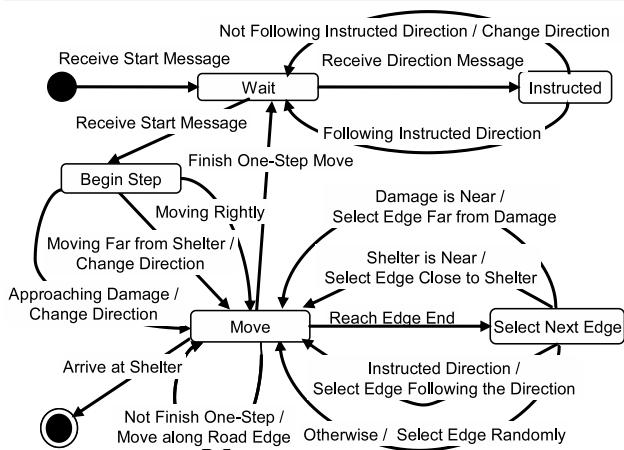 Not Following Instructed Direction / Change Direction
Receive Start Message
Receive Direction Message
Wait
Instructed
Receive Start Message
Following Instructed Direction
Finish One-Step Move
Begin Step
Moving Rightly
Damage is Near /
Select Edge Far from Damage
Moving Far from Shelter /
Change Direction
Shelter is Near /
Select Edge Close to Shelter
Approaching Damage /
Change Direction
Move
Reach Edge End
Select Next Edge
Arrive at Shelter
Instructed Direction /
Select Edge Following the Direction
Not Finish One-Step /
Move along Road Edge
Otherwise / Select Edge Randomly